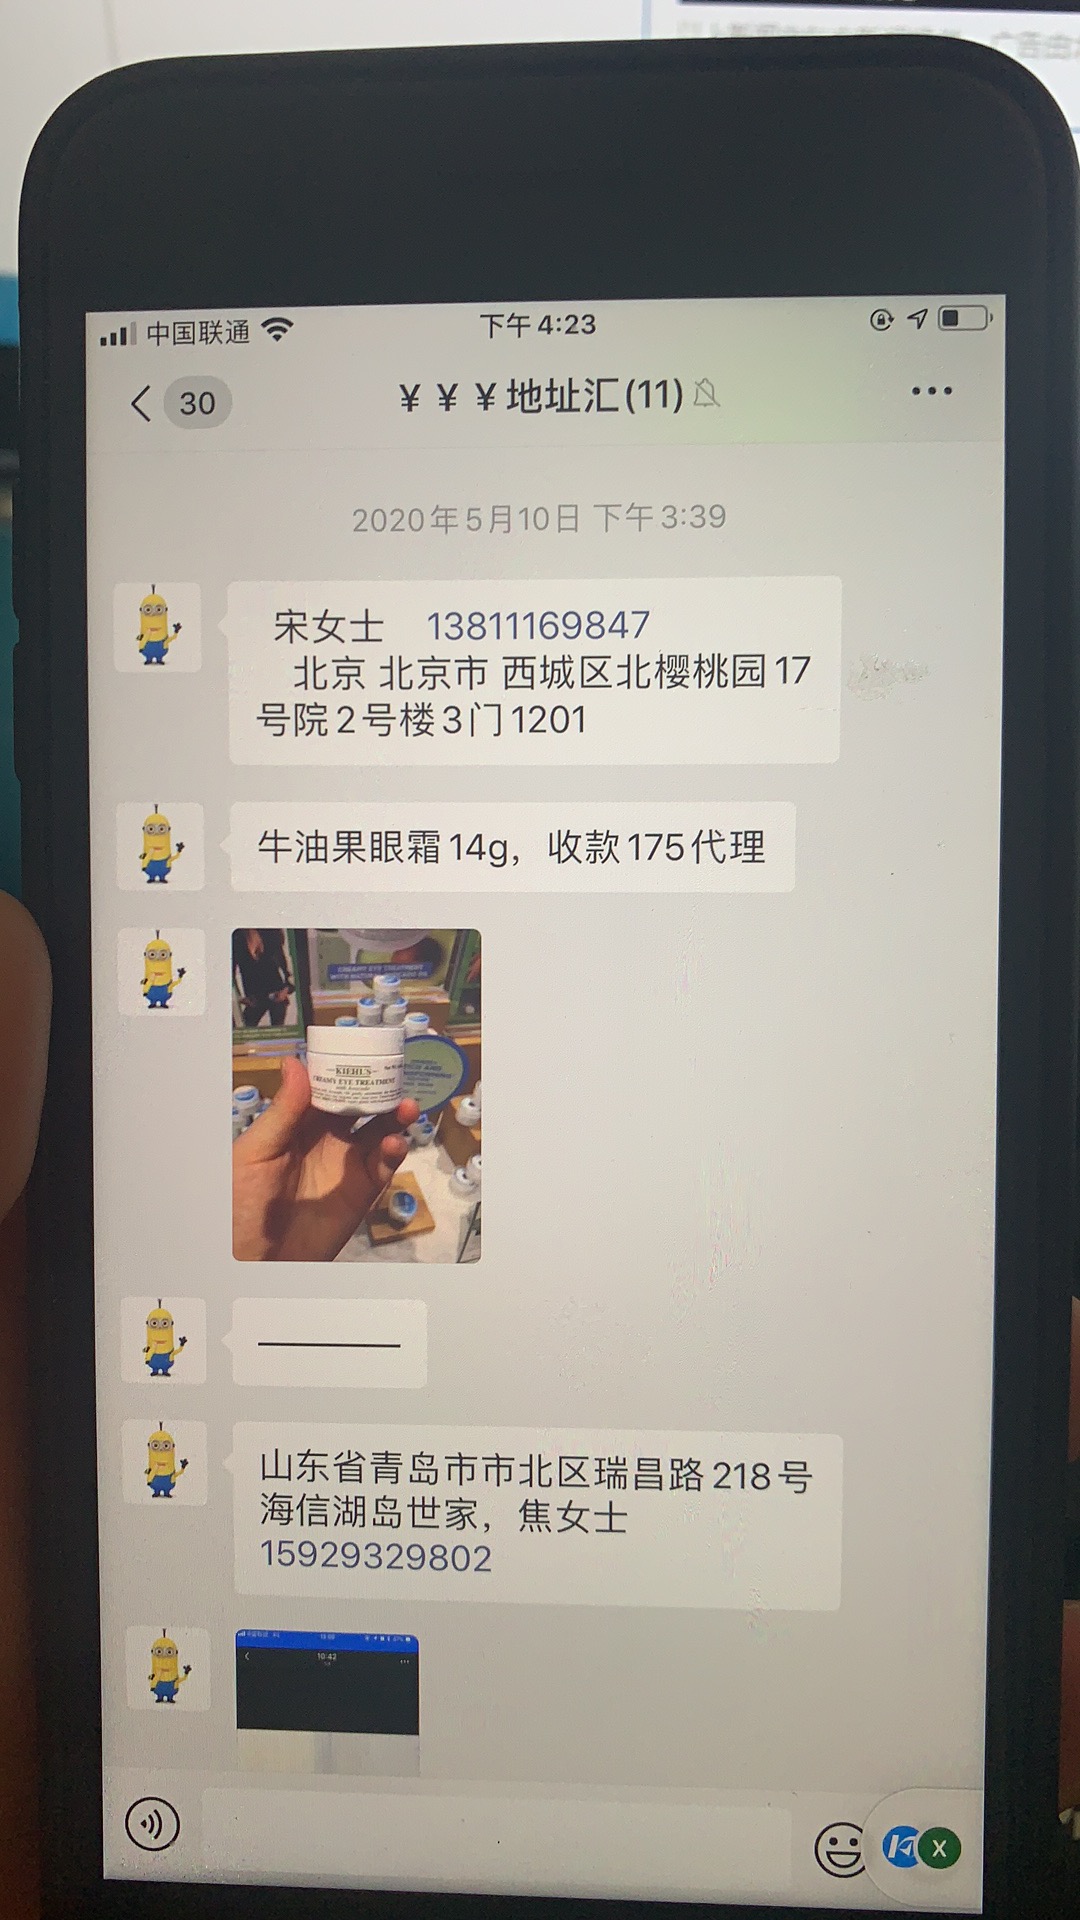 中国联通
下午4:23
30
¥ ¥ ¥地址汇(11)
2020年5月10日 下午3:39
宋女士 13811169847
北京 北京市 西城区北樱桃园17
号院2号楼3门1201
牛油果眼霜14g，收款175代理
CREAMY EYE TREATMENT
KIEHL'S
CREAMY EYE TREATMENT
with Avocado
———
山东省青岛市市北区瑞昌路218号
海信湖岛世家，焦女士
15929329802
10:42
X